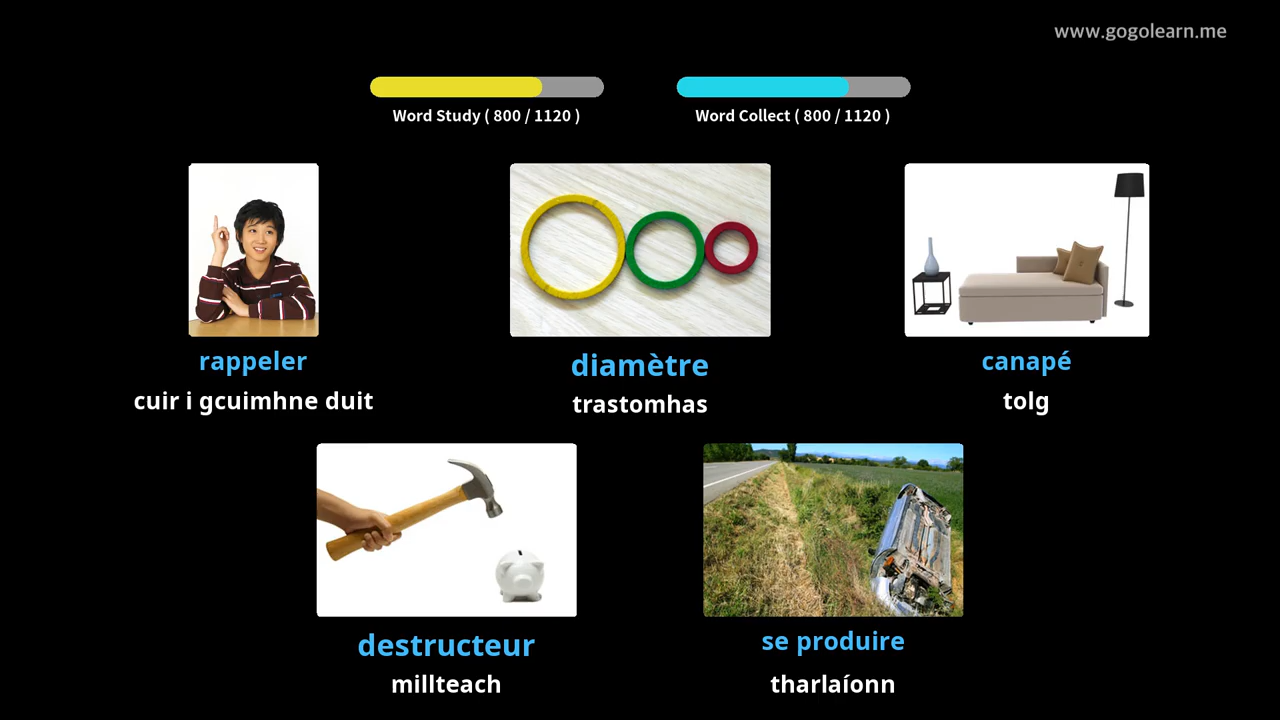 www.gogolearn.me
Word Study ( 800 / 1120 )
Word Collect ( 800 / 1120 )
rappeler
cuir i gcuimhne duit
diamètre
trastomhas
canapé
tolg
destructeur
millteach
se produire
tharlaíonn